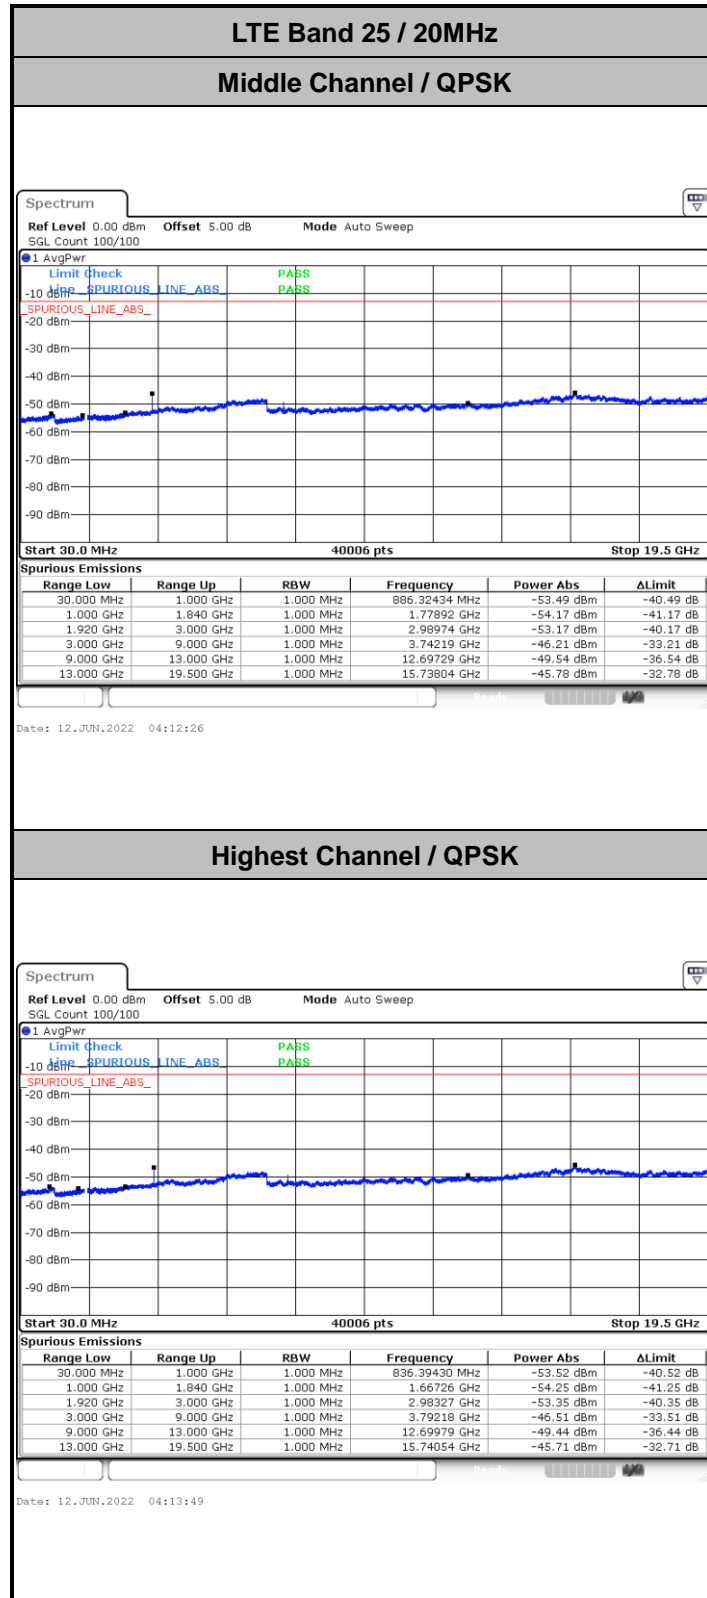 LTE Band 25 / 20MHz
Middle Channel / QPSK
Spectrum
Ref Level 0.00 dBm Offset 5.00 dB Mode Auto Sweep
SGL Count 100/100
1 AvgPwr
Limit Check PASS
Line _SPURIOUS_LINE_ABS_ PASS
-10 dBm
_SPURIOUS_LINE_ABS_
-20 dBm
-30 dBm
-40 dBm
-50 dBm
-60 dBm
-70 dBm
-80 dBm
-90 dBm
Start 30.0 MHz 40006 pts Stop 19.5 GHz
Spurious Emissions
Range Low Range Up RBW Frequency Power Abs ΔLimit
30.000 MHz 1.000 GHz 1.000 MHz 886.32434 MHz -53.49 dBm -40.49 dB
1.000 GHz 1.840 GHz 1.000 MHz 1.77892 GHz -54.17 dBm -41.17 dB
1.920 GHz 3.000 GHz 1.000 MHz 2.98974 GHz -53.17 dBm -40.17 dB
3.000 GHz 9.000 GHz 1.000 MHz 3.74219 GHz -46.21 dBm -33.21 dB
9.000 GHz 13.000 GHz 1.000 MHz 12.69729 GHz -49.54 dBm -36.54 dB
13.000 GHz 19.500 GHz 1.000 MHz 15.73804 GHz -45.78 dBm -32.78 dB
Ready
Date: 12.JUN.2022 04:12:26
Highest Channel / QPSK
Spectrum
Ref Level 0.00 dBm Offset 5.00 dB Mode Auto Sweep
SGL Count 100/100
1 AvgPwr
Limit Check PASS
Line _SPURIOUS_LINE_ABS_ PASS
-10 dBm
_SPURIOUS_LINE_ABS_
-20 dBm
-30 dBm
-40 dBm
-50 dBm
-60 dBm
-70 dBm
-80 dBm
-90 dBm
Start 30.0 MHz 40006 pts Stop 19.5 GHz
Spurious Emissions
Range Low Range Up RBW Frequency Power Abs ΔLimit
30.000 MHz 1.000 GHz 1.000 MHz 836.39430 MHz -53.52 dBm -40.52 dB
1.000 GHz 1.840 GHz 1.000 MHz 1.66726 GHz -54.25 dBm -41.25 dB
1.920 GHz 3.000 GHz 1.000 MHz 2.98327 GHz -53.35 dBm -40.35 dB
3.000 GHz 9.000 GHz 1.000 MHz 3.79218 GHz -46.51 dBm -33.51 dB
9.000 GHz 13.000 GHz 1.000 MHz 12.69979 GHz -49.44 dBm -36.44 dB
13.000 GHz 19.500 GHz 1.000 MHz 15.74054 GHz -45.71 dBm -32.71 dB
Ready
Date: 12.JUN.2022 04:13:49